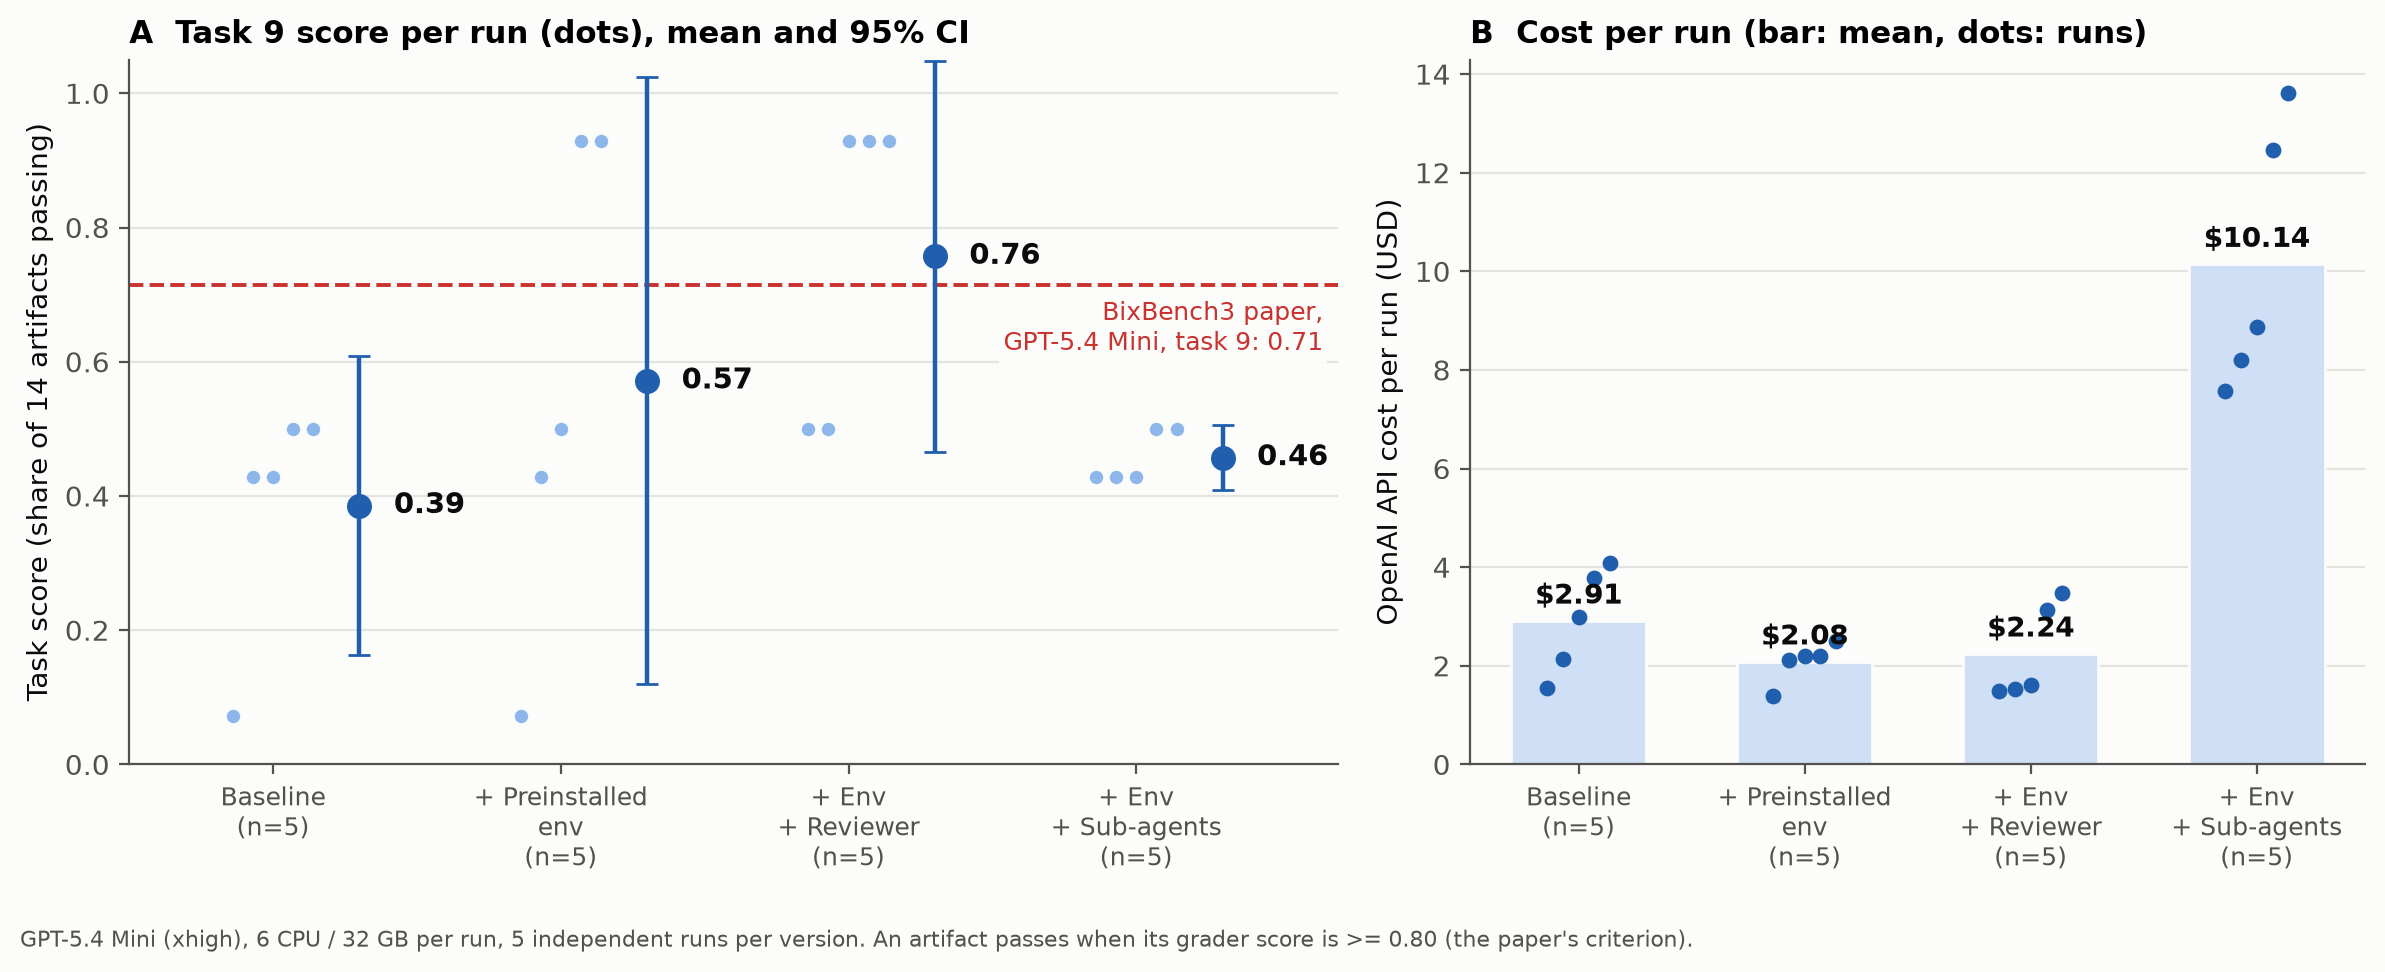 A  Task 9 score per run (dots), mean and 95% CI
Task score (share of 14 artifacts passing)
1.0
0.8
0.6
0.4
0.2
0.0
0.39
0.57
0.76
0.46
BixBench3 paper,
GPT-5.4 Mini, task 9: 0.71
Baseline
(n=5)
+ Preinstalled
env
(n=5)
+ Env
+ Reviewer
(n=5)
+ Env
+ Sub-agents
(n=5)
B  Cost per run (bar: mean, dots: runs)
OpenAI API cost per run (USD)
14
12
10
8
6
4
2
0
$2.91
$2.08
$2.24
$10.14
Baseline
(n=5)
+ Preinstalled
env
(n=5)
+ Env
+ Reviewer
(n=5)
+ Env
+ Sub-agents
(n=5)
GPT-5.4 Mini (xhigh), 6 CPU / 32 GB per run, 5 independent runs per version. An artifact passes when its grader score is >= 0.80 (the paper's criterion).